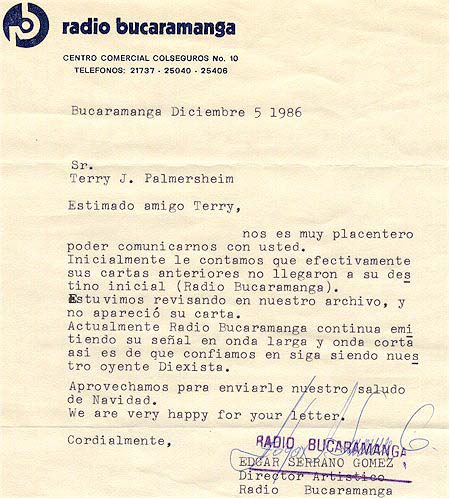 radio bucaramanga
CENTRO COMERCIAL COLSEGUROS No. 10
TELEFONOS: 21737 - 25040 - 25406
Bucaramanga Diciembre 5 1986
Sr.
Terry J. Palmersheim
Estimado amigo Terry,
nos es muy placentero
poder comunicarnos con usted.
Inicialmente le contamos que efectivamente
sus cartas anteriores no llegaron a su des
tino inicial (Radio Bucaramanga).
Estuvimos revisando en nuestro archivo, y
no apareció su carta.
Actualmente Radio Bucaramanga continua emi
tiendo su señal en onda larga y onda corta
asi es de que confiamos en siga siendo nues
tro oyente Diexista.
Aprovechamos para enviarle nuestro saludo
de Navidad.
We are very happy for your letter.
Cordialmente,
RADIO BUCARAMANGA
EDGAR SERRANO GOMEZ
Director Artistico
Radio Bucaramanga